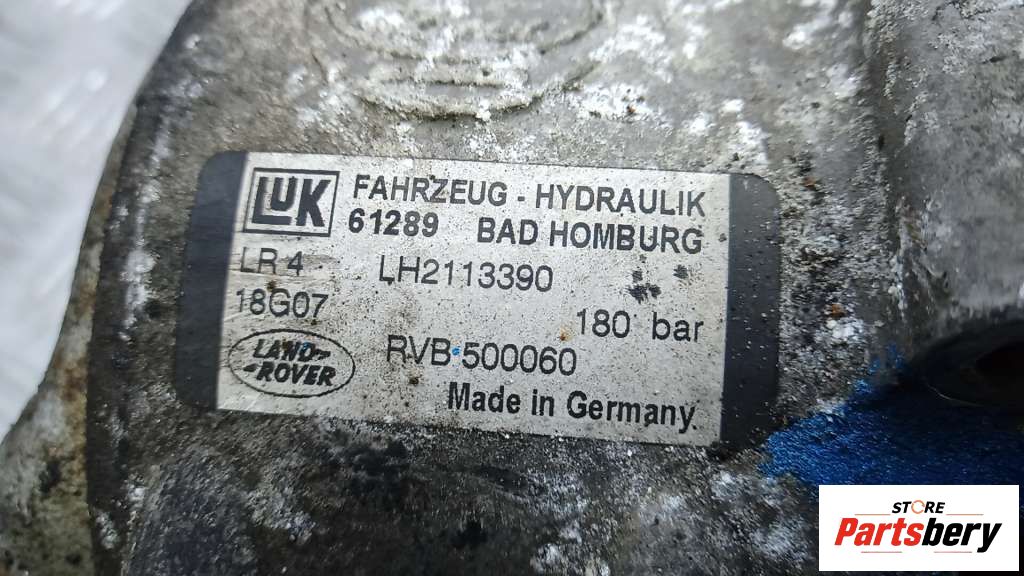 LUK FAHRZEUG - HYDRAULIK
61289 BAD HOMBURG
LR 4 LH2113390
18G07 180 bar
LAND-
-ROVER
RVB 500060
Made in Germany
STORE
Partsbery